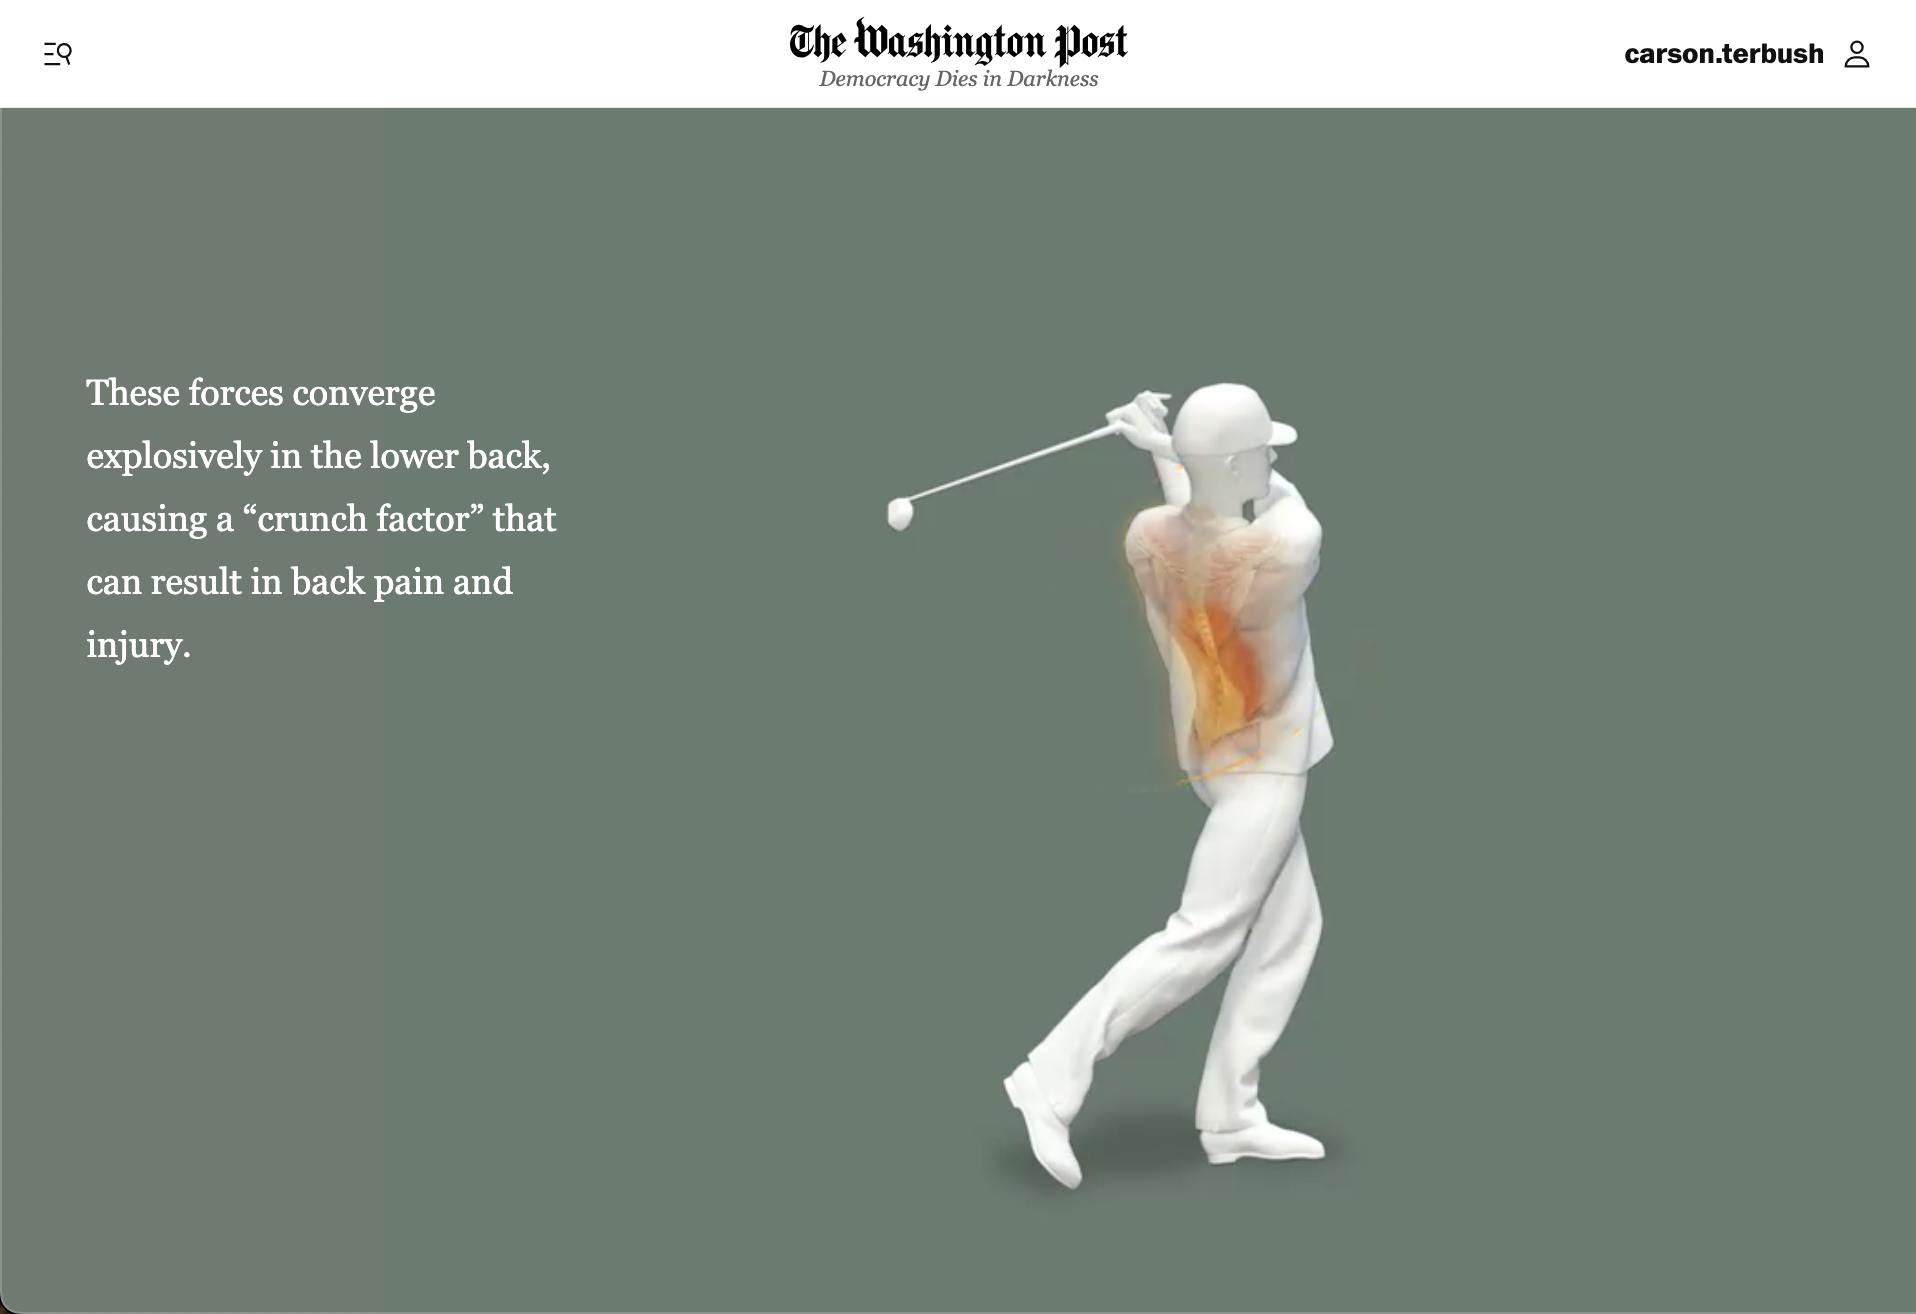 The Washington Post
Democracy Dies in Darkness
carson.terbush
These forces converge
explosively in the lower back,
causing a “crunch factor” that
can result in back pain and
injury.